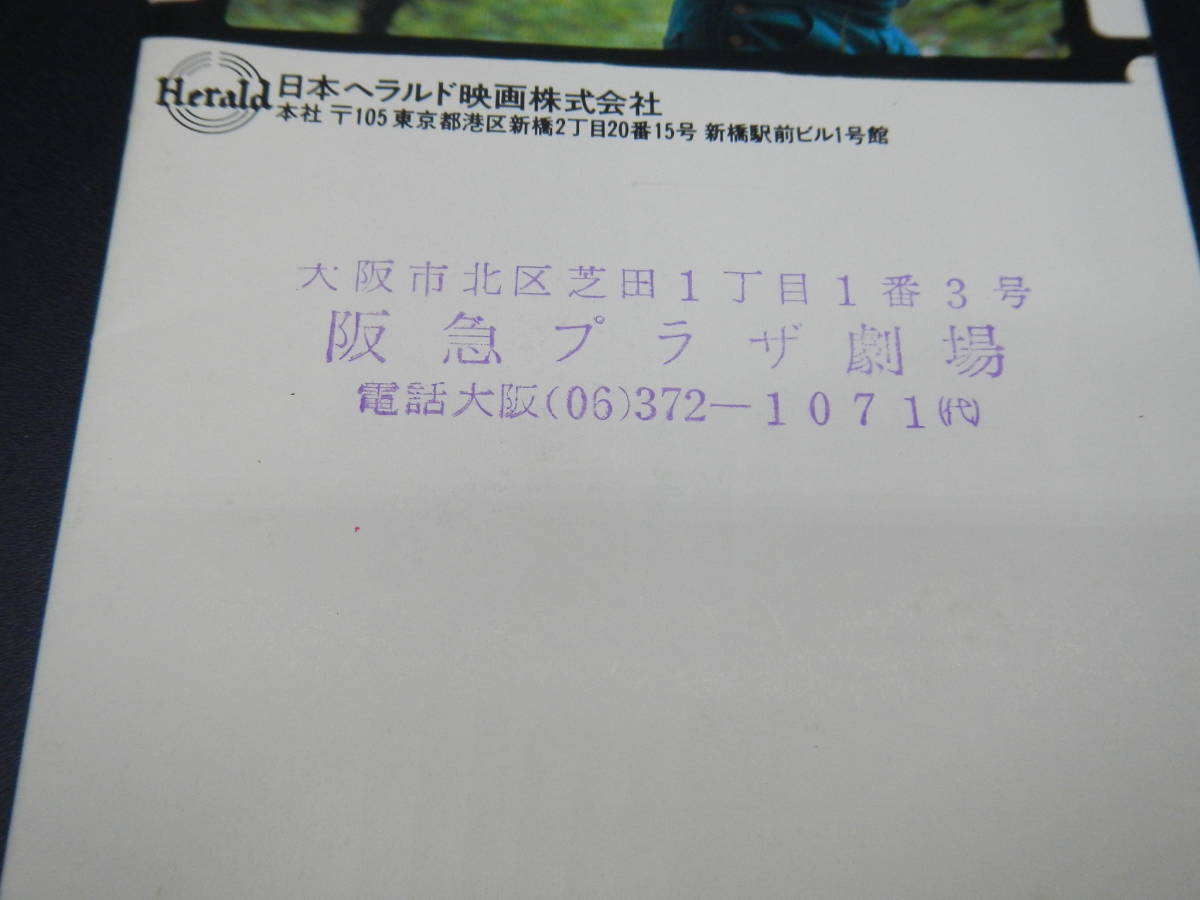 Herald 日本ヘラルド映画株式会社
本社 〒105 東京都港区新橋2丁目20番15号 新橋駅前ビル1号館
大阪市北区芝田1丁目1番3号
阪急プラザ劇場
電話大阪(06)372－1071㈹